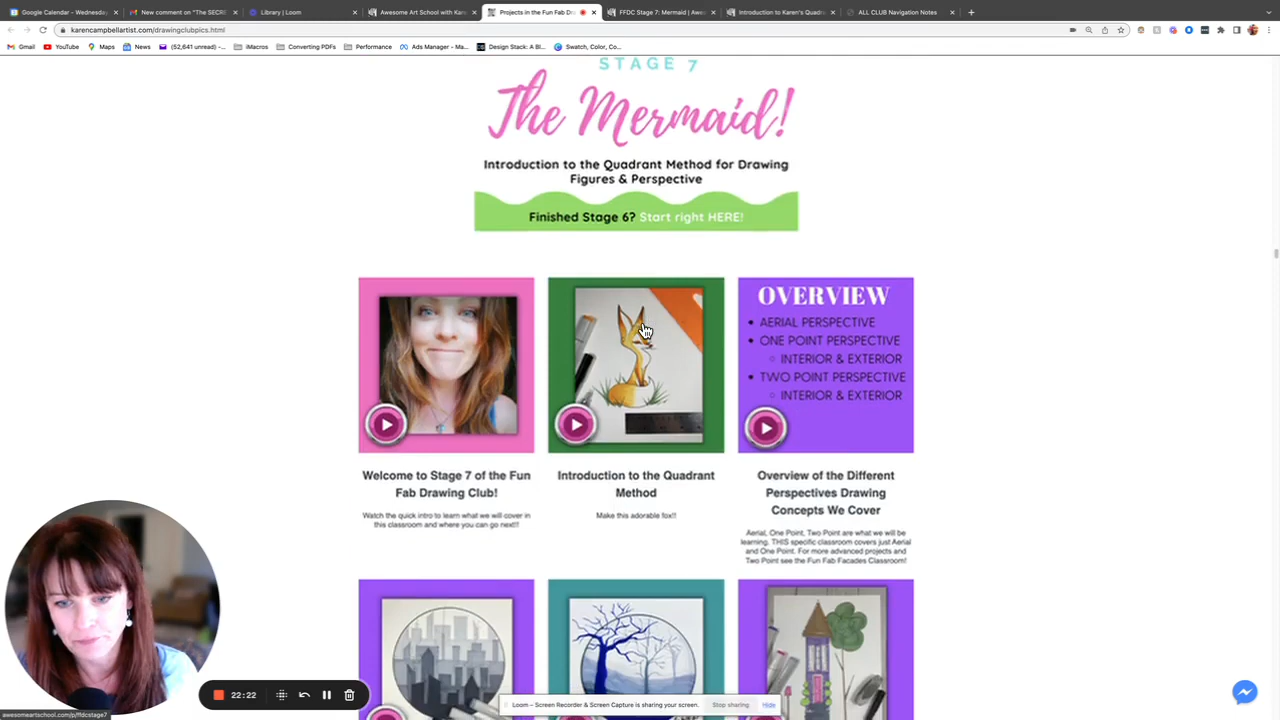 Google Calendar - Wednesda
New comment on "The SECR
Library | Loom
Awesome Art School with Kare
Projects in the Fun Fab Dr
FFDC Stage 7: Mermaid | Awes
Introduction to Karen's Quadr
ALL CLUB Navigation Notes
karencampbellartist.com/drawingclubpics.html
Gmail
YouTube
Maps
News
(52,641 unread) -...
iMacros
Converting PDFs
Performance
Ads Manager - Ma...
Design Stack: A Bl...
Swatch, Color, Co...
STAGE 7
The Mermaid!
Introduction to the Quadrant Method for Drawing
Figures & Perspective
Finished Stage 6? Start right HERE!
OVERVIEW
• AERIAL PERSPECTIVE
• ONE POINT PERSPECTIVE
○ INTERIOR & EXTERIOR
• TWO POINT PERSPECTIVE
○ INTERIOR & EXTERIOR
Welcome to Stage 7 of the Fun
Fab Drawing Club!
Watch the quick intro to learn what we will cover in
this classroom and where you can go next!!!
Introduction to the Quadrant
Method
Make this adorable fox!!
Overview of the Different
Perspectives Drawing
Concepts We Cover
Aerial, One Point, Two Point are what we will be
learning. THIS specific classroom covers just Aerial
and One Point. For more advanced projects and
Two Point see the Fun Fab Facades Classroom!
22:22
Loom – Screen Recorder & Screen Capture is sharing your screen.
Stop sharing
Hide
awesomeartschool.com/p/ffdcstage7